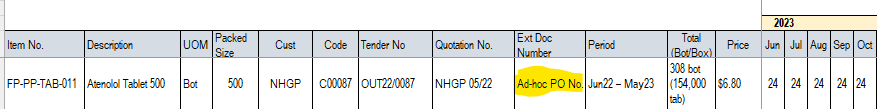 2023
Item No. Description UOM Packed Size Cust Code Tender No Quotation No. Ext Doc Number Period Total (Bot/Box) Price Jun Jul Aug Sep Oct
FP-PP-TAB-011 Atenolol Tablet 500 Bot 500 NHGP C00087 OUT22/0087 NHGP 05/22 Ad-hoc PO No. Jun22 – May23 308 bot (154,000 tab) $6.80 24 24 24 24 24